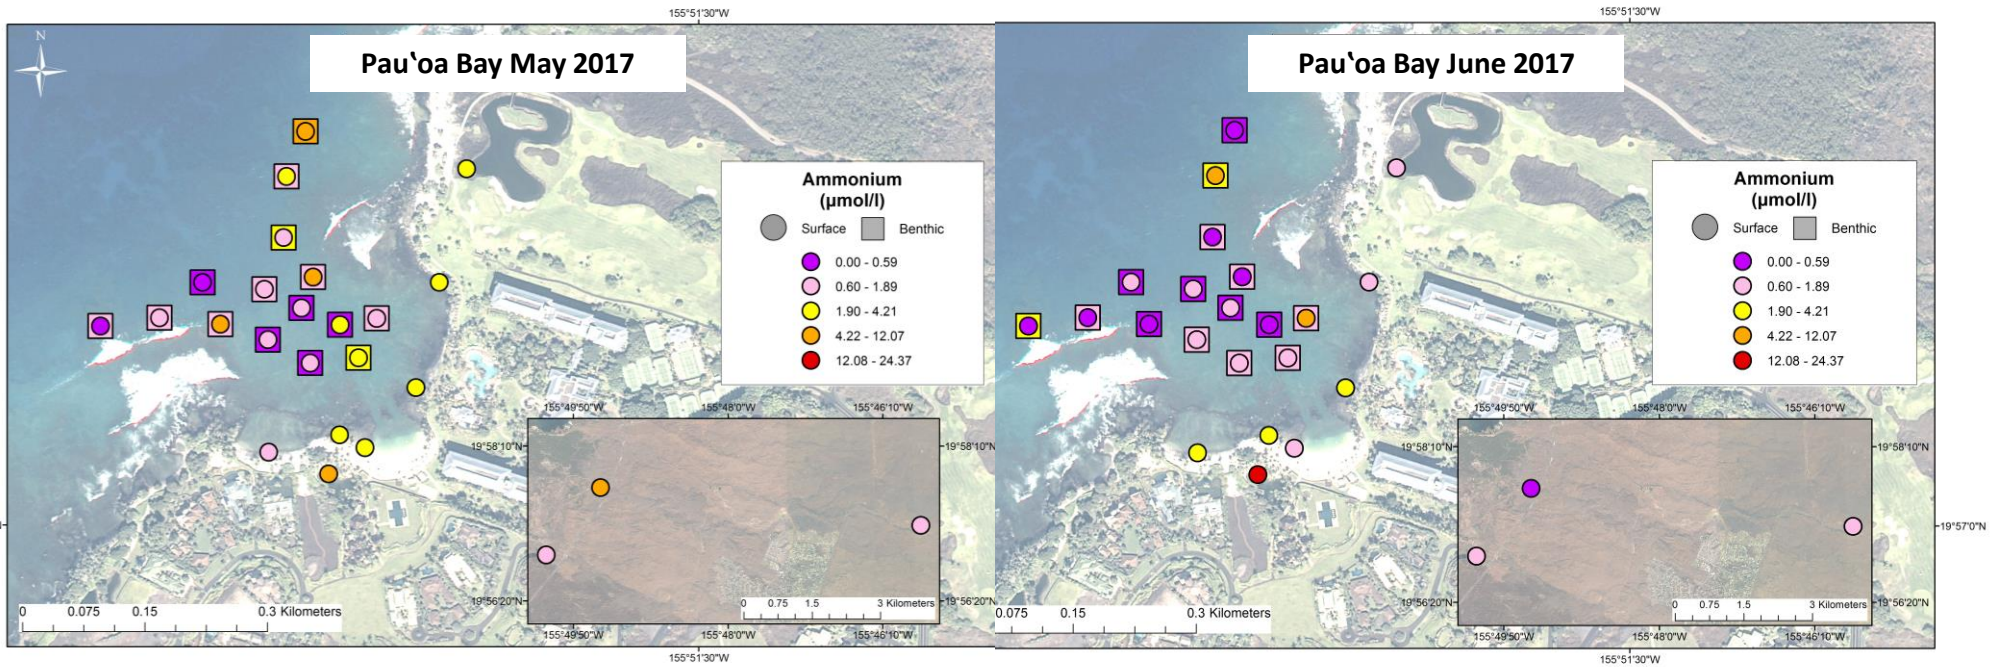 155°51'30"W
N
Pauʻoa Bay May 2017
Ammonium
(µmol/l)
Surface
Benthic
0.00 - 0.59
0.60 - 1.89
1.90 - 4.21
4.22 - 12.07
12.08 - 24.37
155°49'50"W 155°48'0"W 155°46'10"W
19°58'10"N
19°58'10"N
19°56'20"N
19°56'20"N
0 0.75 1.5 3 Kilometers
155°49'50"W 155°48'0"W 155°46'10"W
0 0.075 0.15 0.3 Kilometers
155°51'30"W
155°51'30"W
Pauʻoa Bay June 2017
Ammonium
(µmol/l)
Surface
Benthic
0.00 - 0.59
0.60 - 1.89
1.90 - 4.21
4.22 - 12.07
12.08 - 24.37
155°49'50"W 155°48'0"W 155°46'10"W
19°58'10"N
19°58'10"N
19°57'0"N
19°56'20"N
19°56'20"N
0 0.75 1.5 3 Kilometers
155°49'50"W 155°48'0"W 155°46'10"W
0.075 0.15 0.3 Kilometers
155°51'30"W